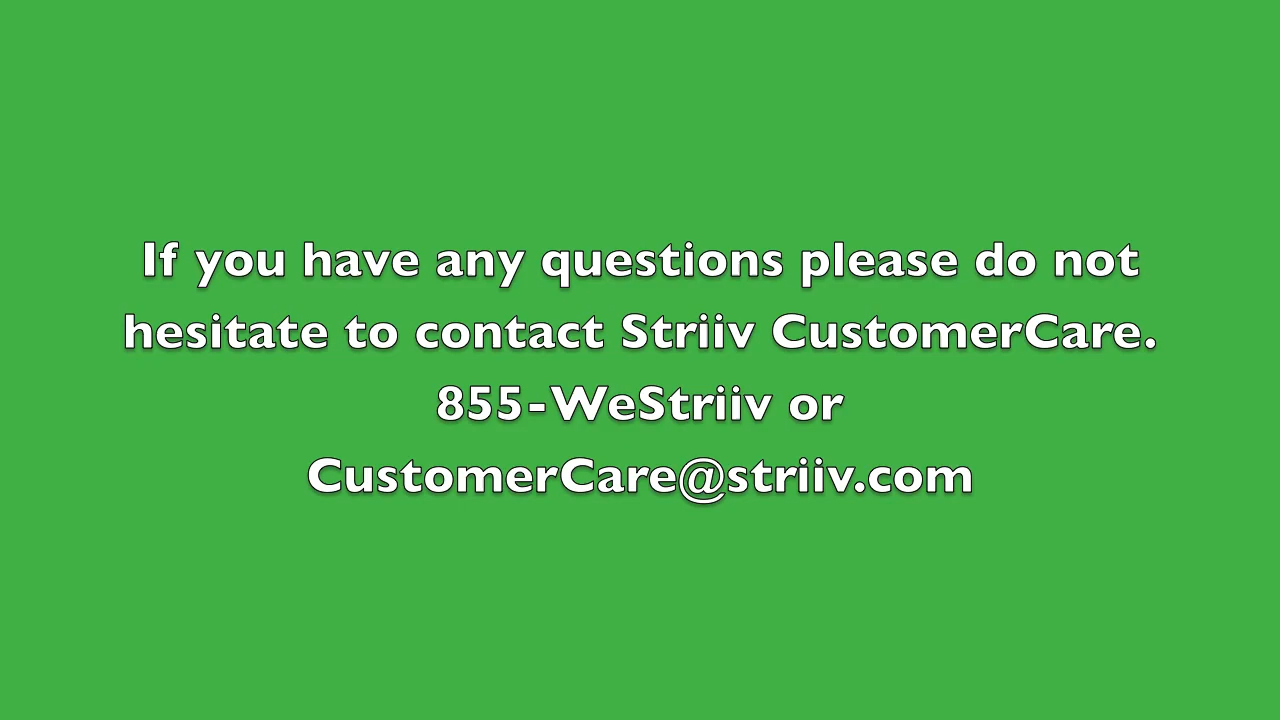 If you have any questions please do not
hesitate to contact Striiv CustomerCare.
855-WeStriiv or
CustomerCare@striiv.com